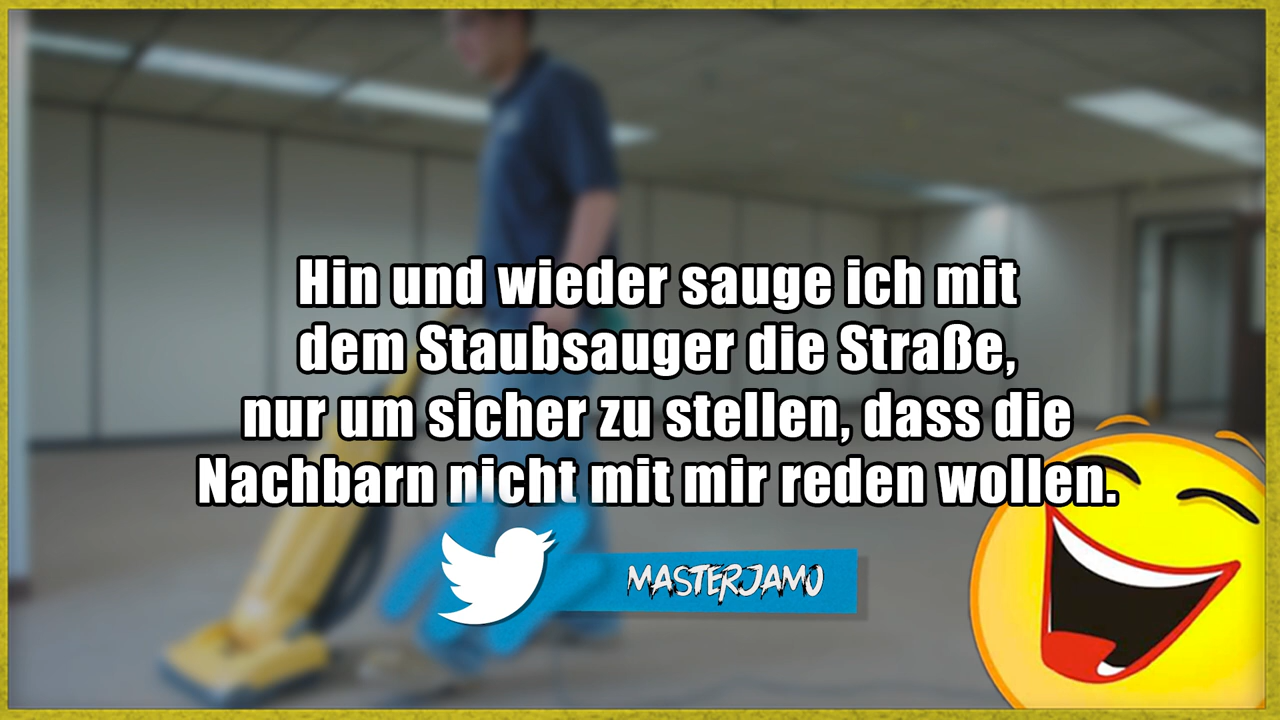 Hin und wieder sauge ich mit
dem Staubsauger die Straße,
nur um sicher zu stellen, dass die
Nachbarn nicht mit mir reden wollen.
MASTERJAMO